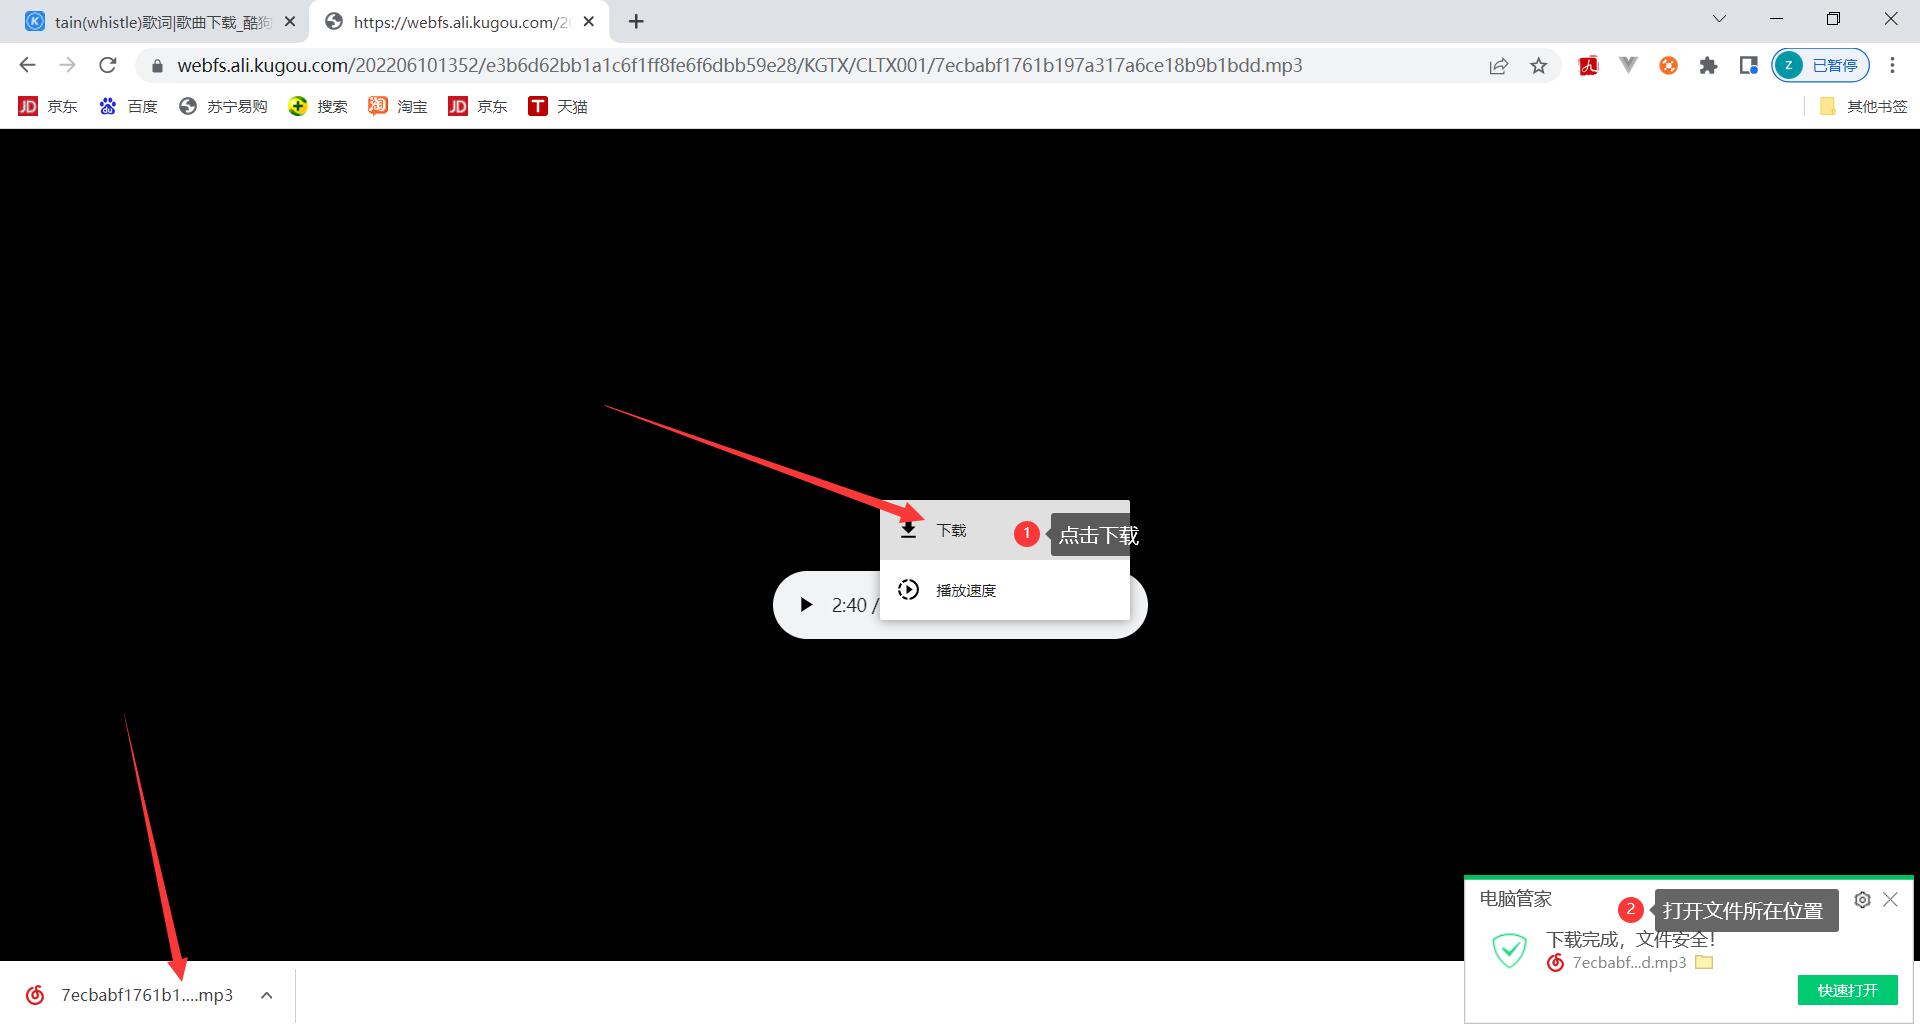 tain(whistle)歌词|歌曲下载_酷狗
https://webfs.ali.kugou.com/20
webfs.ali.kugou.com/202206101352/e3b6d62bb1a1c6f1ff8fe6f6dbb59e28/KGTX/CLTX001/7ecbabf1761b197a317a6ce18b9b1bdd.mp3
z 已暂停
JD 京东 百度 苏宁易购 搜索 淘 淘宝 JD 京东 T 天猫 其他书签
下载 1 点击下载
播放速度
2:40 /
电脑管家 2 打开文件所在位置
下载完成，文件安全！
7ecbabf...d.mp3
快速打开
7ecbabf1761b1....mp3